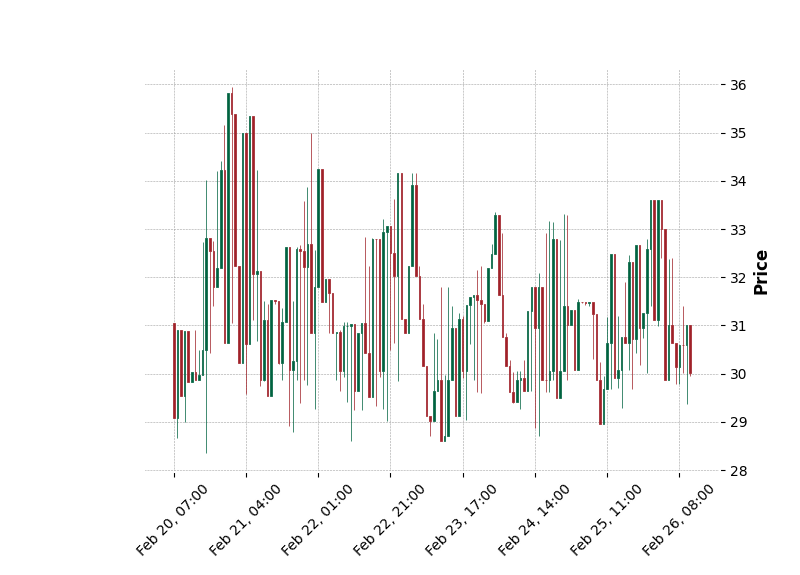 36
35
34
33
32
31
30
29
28
Price
Feb 20, 07:00
Feb 21, 04:00
Feb 22, 01:00
Feb 22, 21:00
Feb 23, 17:00
Feb 24, 14:00
Feb 25, 11:00
Feb 26, 08:00